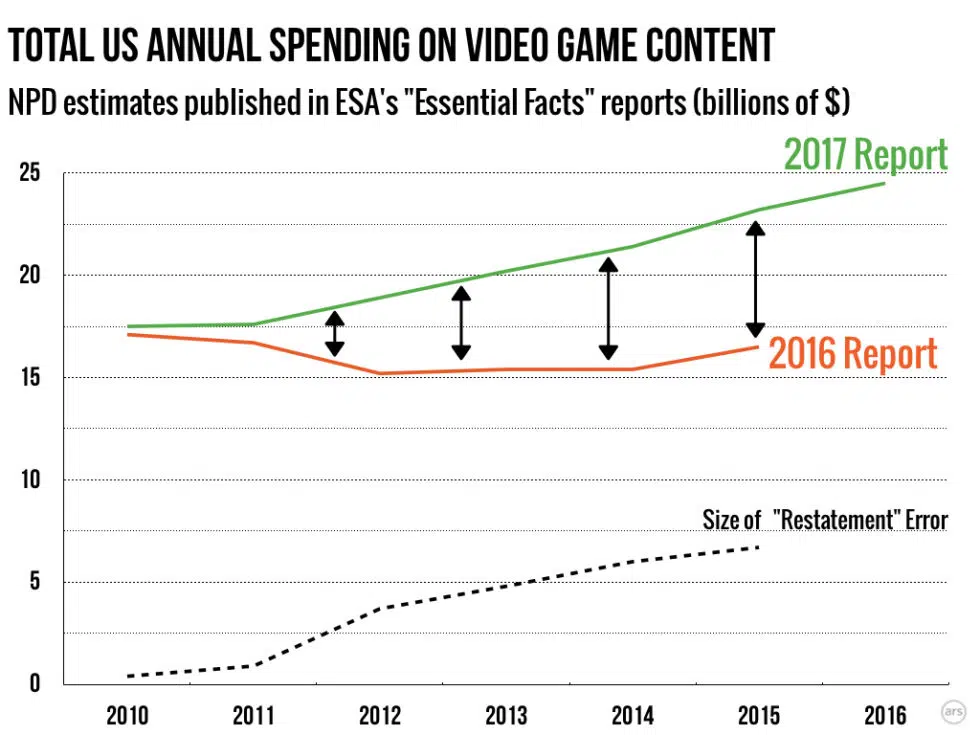 TOTAL US ANNUAL SPENDING ON VIDEO GAME CONTENT
NPD estimates published in ESA's "Essential Facts" reports (billions of $)
2017 Report
25
20
2016 Report
15
10
Size of "Restatement" Error
5
0
2010 2011 2012 2013 2014 2015 2016
ars